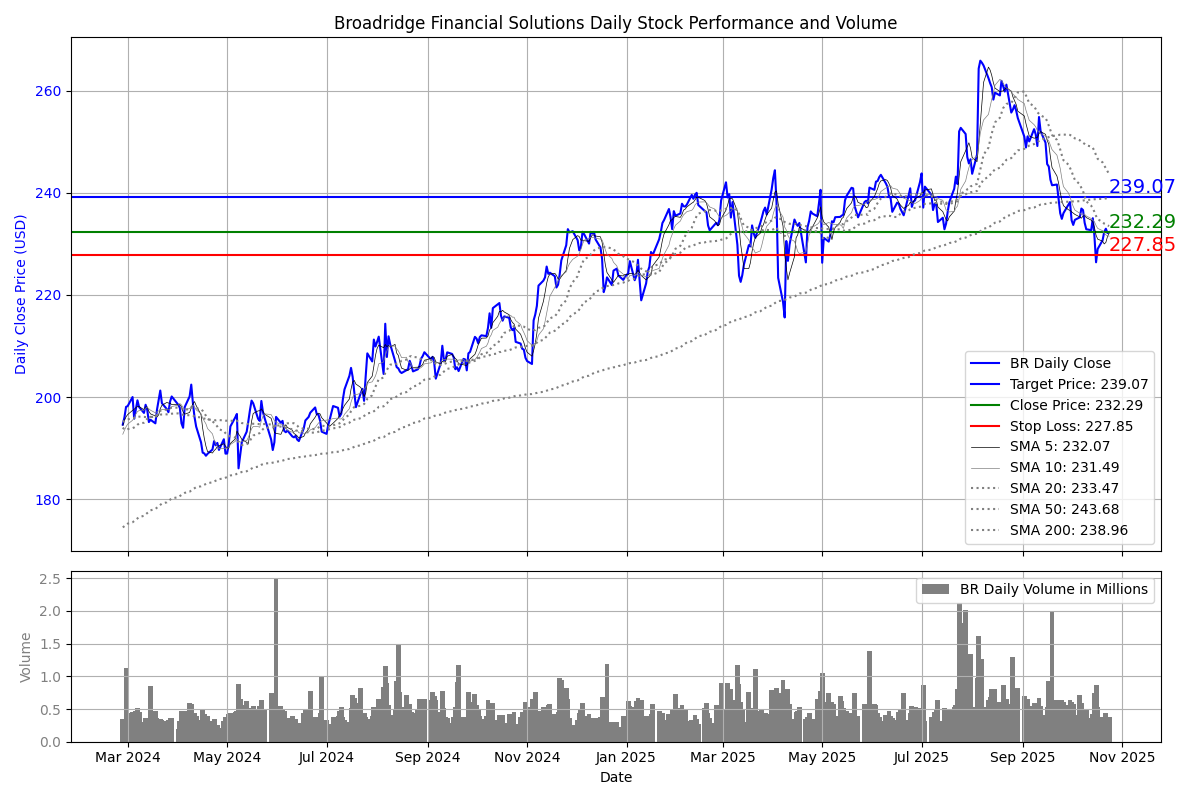 Broadridge Financial Solutions Daily Stock Performance and Volume
Daily Close Price (USD)
260
240
220
200
180
239.07
232.29
227.85
BR Daily Close
Target Price: 239.07
Close Price: 232.29
Stop Loss: 227.85
SMA 5: 232.07
SMA 10: 231.49
SMA 20: 233.47
SMA 50: 243.68
SMA 200: 238.96
Volume
2.5
2.0
1.5
1.0
0.5
0.0
BR Daily Volume in Millions
Mar 2024 May 2024 Jul 2024 Sep 2024 Nov 2024 Jan 2025 Mar 2025 May 2025 Jul 2025 Sep 2025 Nov 2025
Date